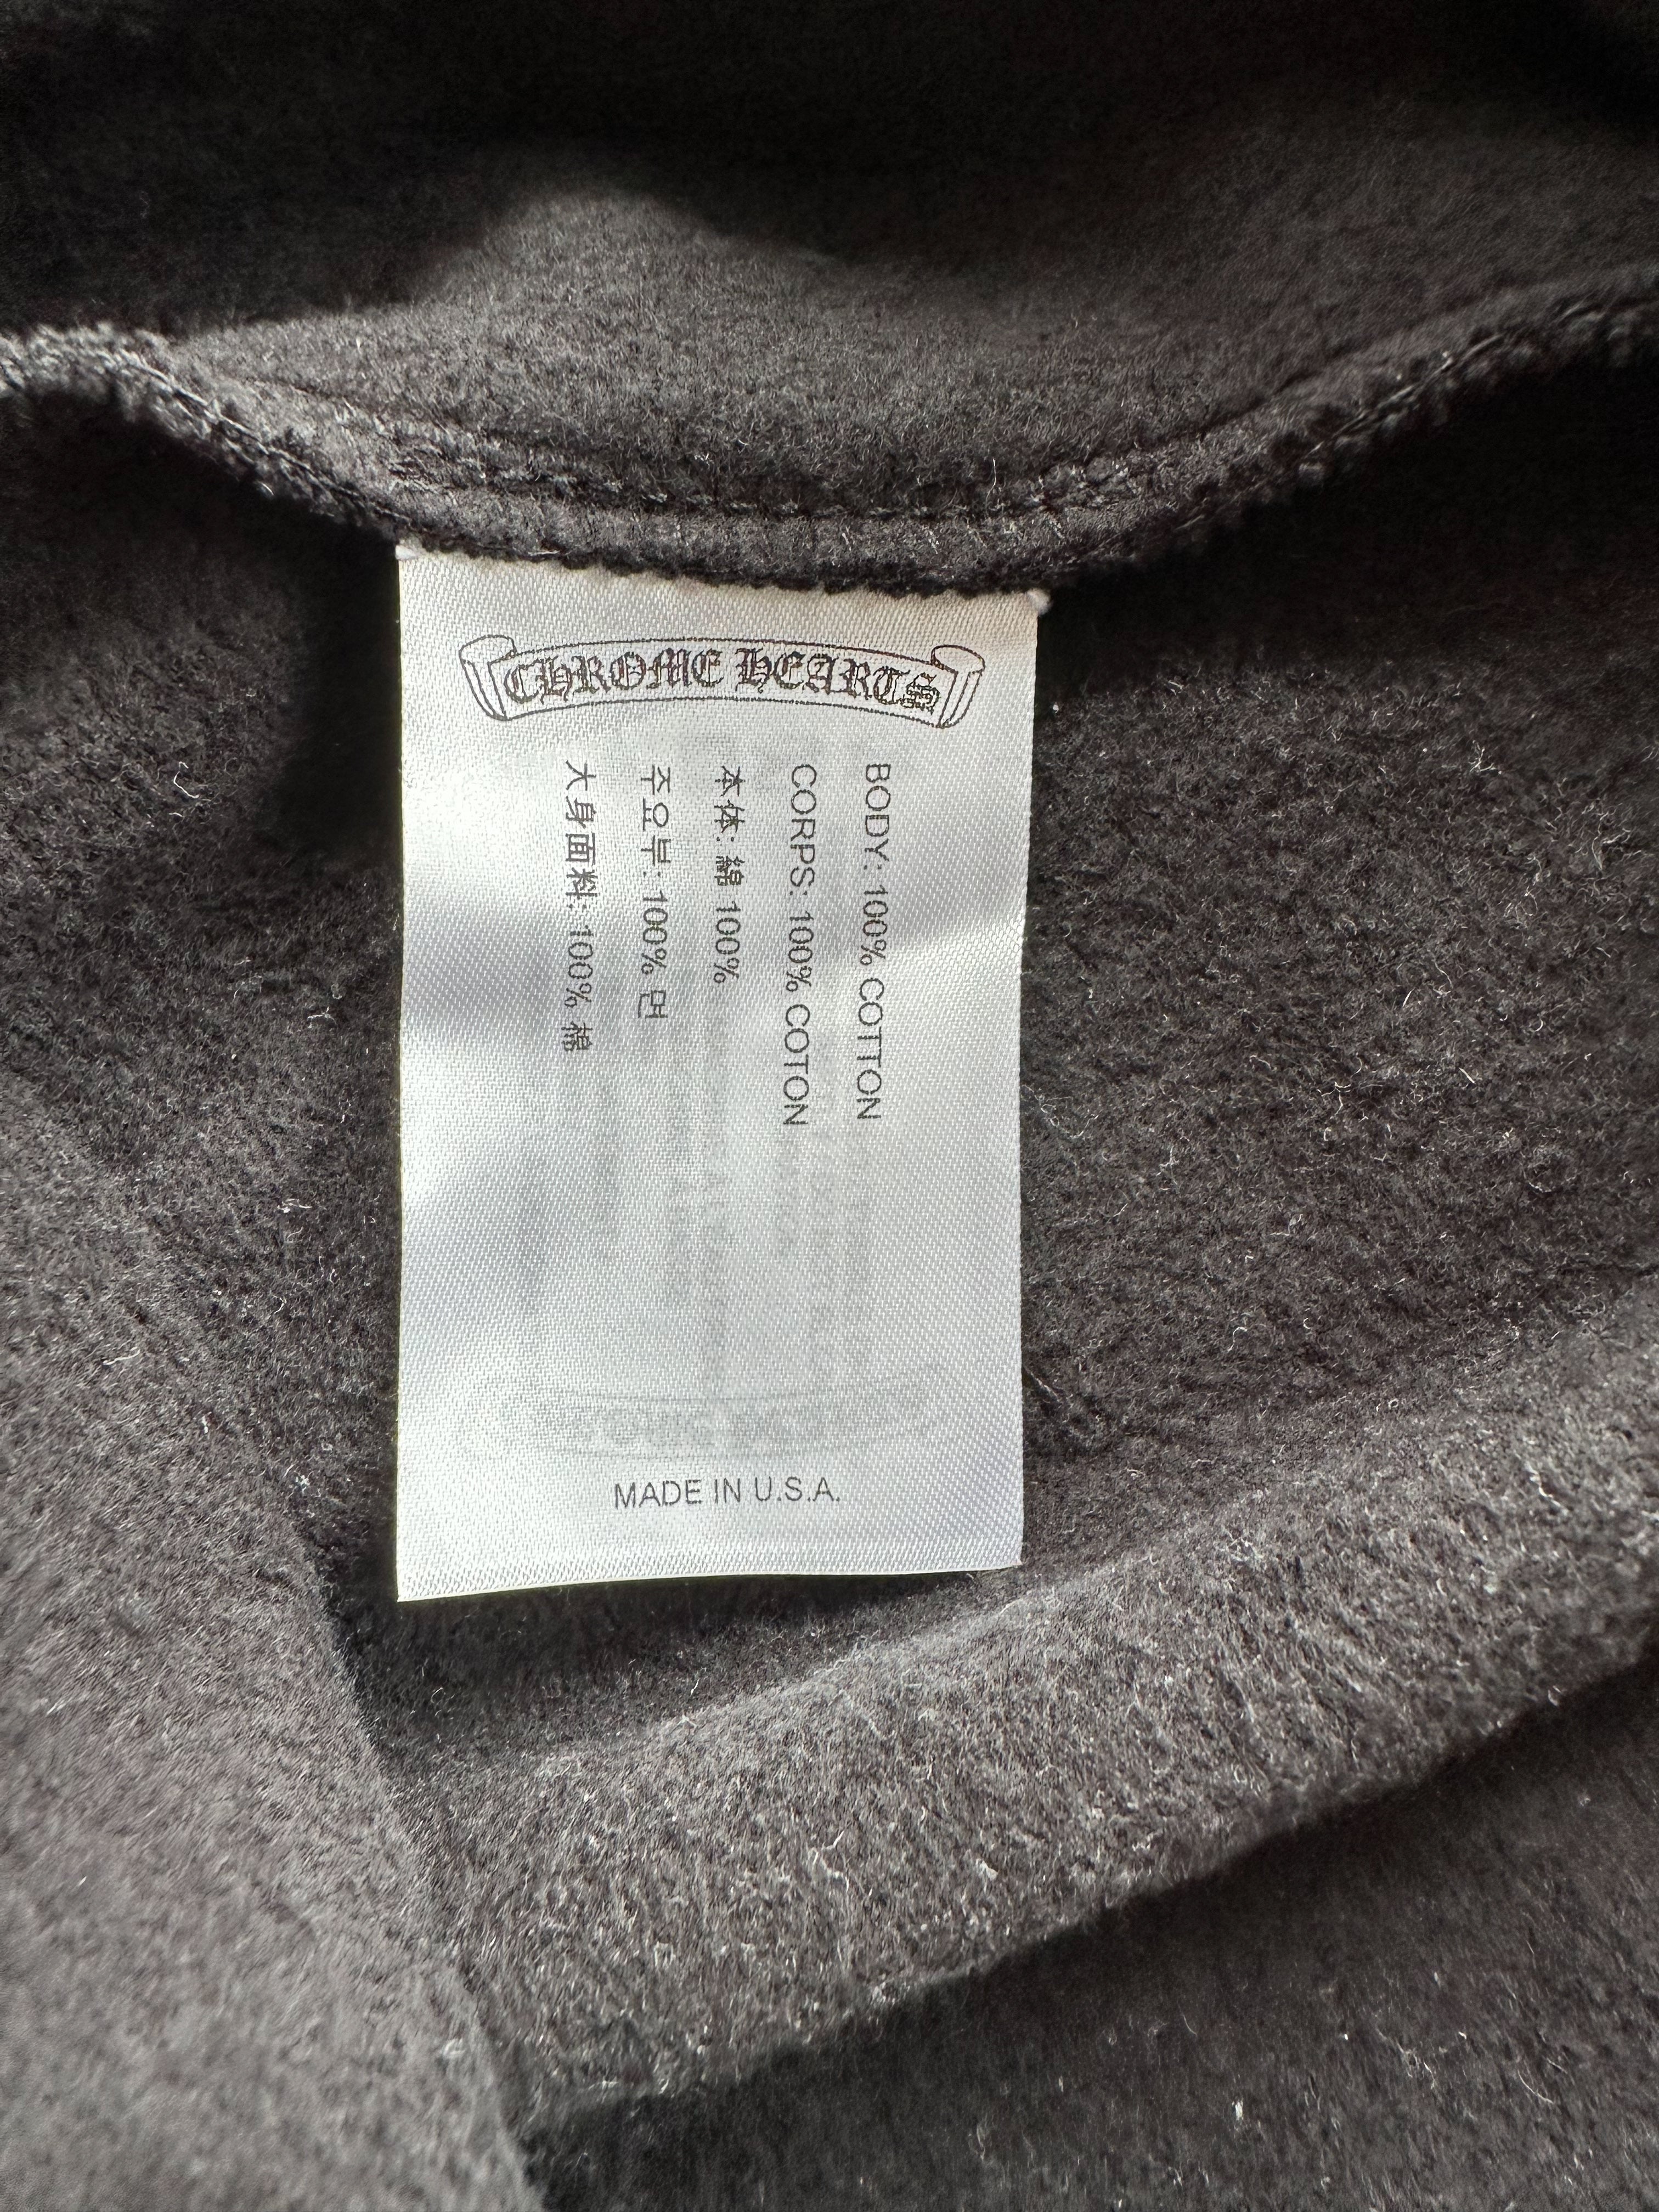 CHROME HEARTS
BODY: 100% COTTON
CORPS: 100% COTON
本体: 綿 100%
주요부: 100% 면
大身面料: 100% 棉
MADE IN U.S.A.